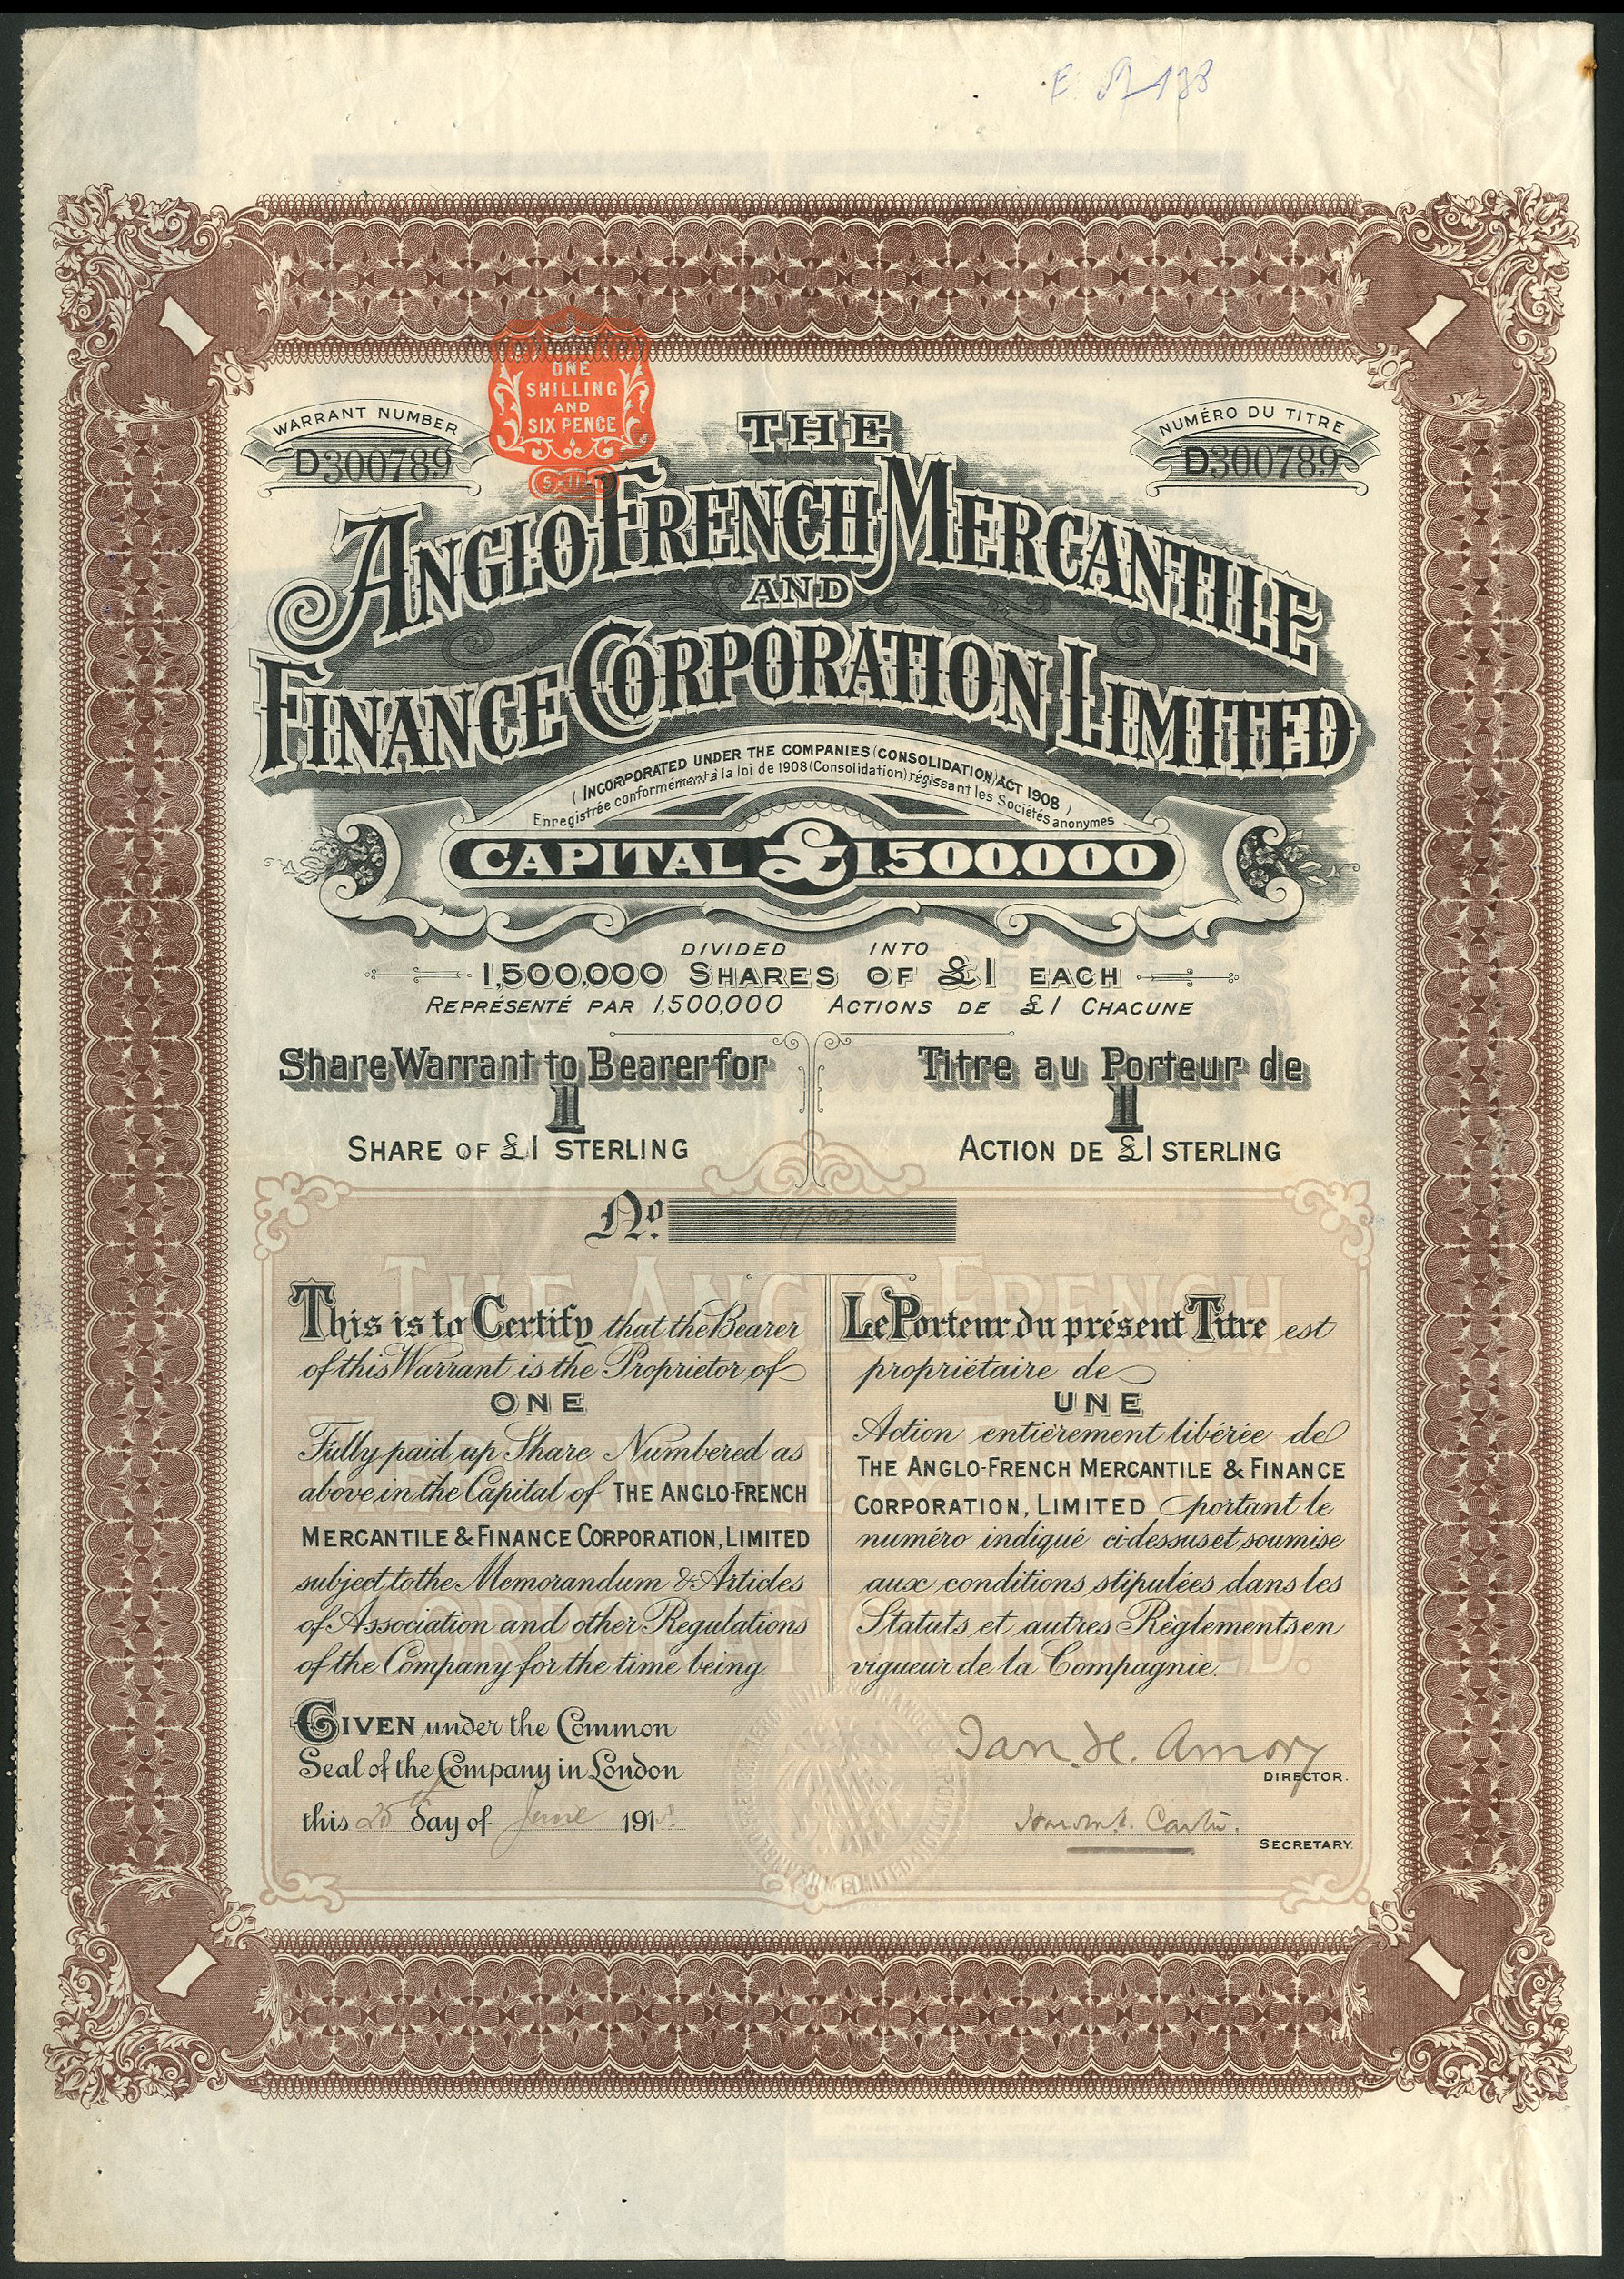 WARRANT NUMBER
D300789
ONE
SHILLING
AND
SIX PENCE
NUMÉRO DU TITRE
D300789
THE
ANGLO FRENCH MERCANTILE
AND
FINANCE CORPORATION, LIMITED
(INCORPORATED UNDER THE COMPANIES (CONSOLIDATION) ACT 1908)
Enregistrée conformément à la loi de 1908 (Consolidation) régissant les Sociétés anonymes
CAPITAL £1,500,000
DIVIDED INTO
1,500,000 SHARES OF £1 EACH
REPRÉSENTÉ PAR 1,500,000 ACTIONS DE £1 CHACUNE
Share Warrant to Bearer for
1
SHARE OF £1 STERLING
Titre au Porteur de
1
ACTION DE £1 STERLING
No.
This is to Certify that the Bearer
of this Warrant is the Proprietor of
ONE
Fully paid up Share Numbered as
above in the Capital of THE ANGLO-FRENCH
MERCANTILE & FINANCE CORPORATION, LIMITED
subject to the Memorandum & Articles
of Association and other Regulations
of the Company for the time being.
Le Porteur du présent Titre est
propriétaire de
UNE
Action entièrement libérée de
THE ANGLO-FRENCH MERCANTILE & FINANCE
CORPORATION, LIMITED portant le
numéro indiqué ci-dessus et soumise
aux conditions stipulées dans les
Statuts et autres Règlements en
vigueur de la Compagnie.
GIVEN under the Common
Seal of the Company in London
this 25th day of June 191
Ian H. Amory
DIRECTOR.
SECRETARY.
1
1
1
1